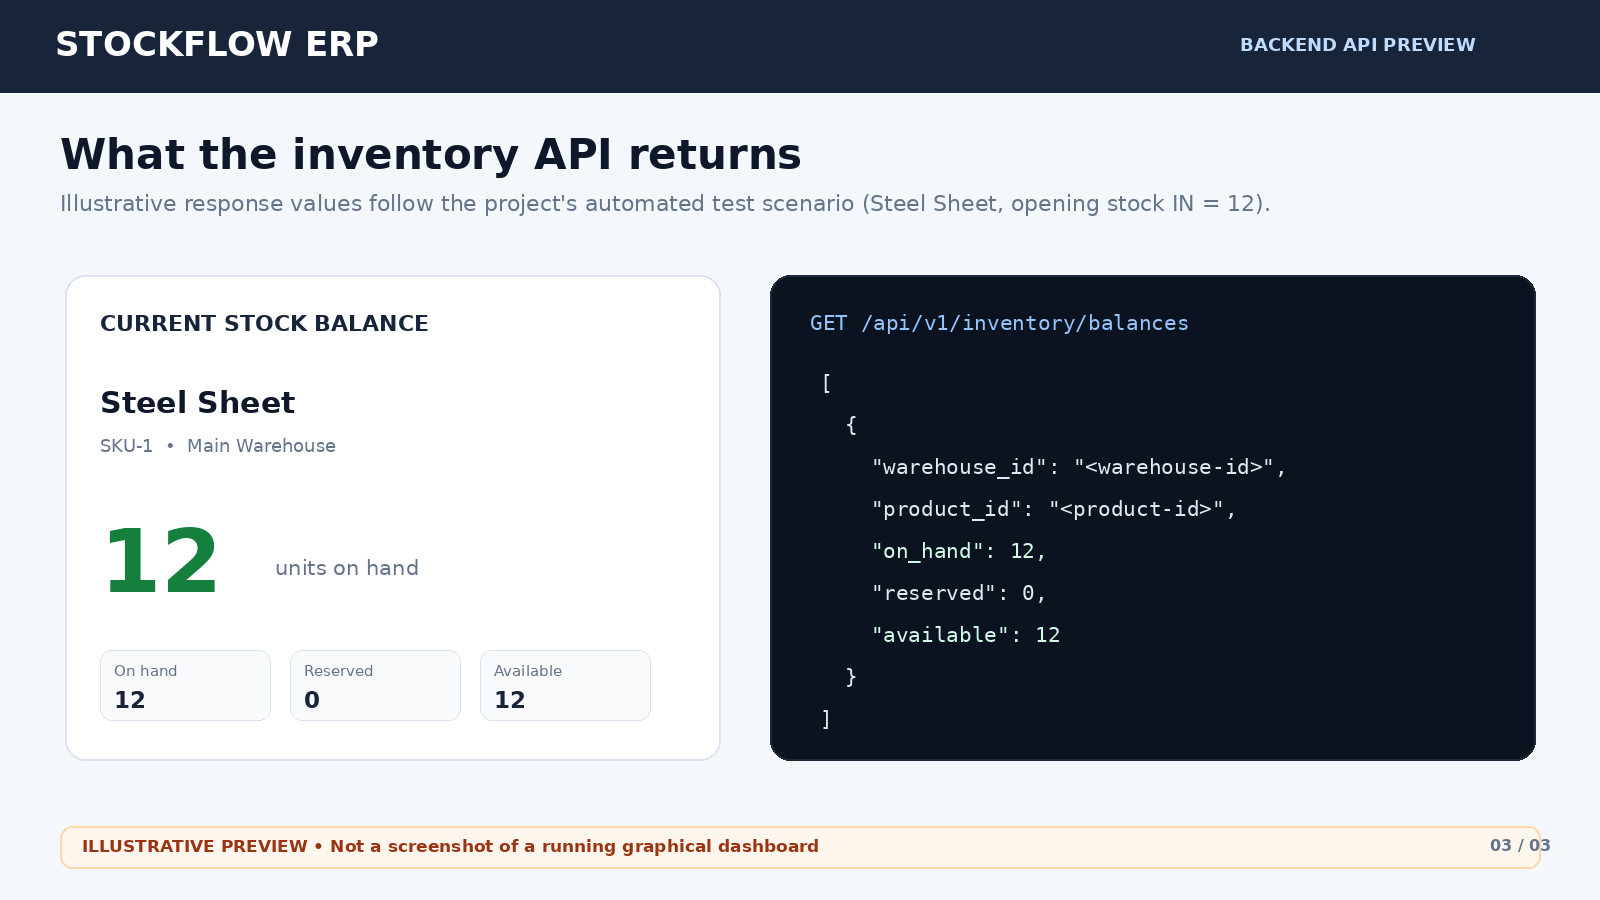 STOCKFLOW ERP
BACKEND API PREVIEW
What the inventory API returns
Illustrative response values follow the project's automated test scenario (Steel Sheet, opening stock IN = 12).
CURRENT STOCK BALANCE
Steel Sheet
SKU-1 • Main Warehouse
12 units on hand
On hand
12
Reserved
0
Available
12
GET /api/v1/inventory/balances
[
{
"warehouse_id": "<warehouse-id>",
"product_id": "<product-id>",
"on_hand": 12,
"reserved": 0,
"available": 12
}
]
ILLUSTRATIVE PREVIEW • Not a screenshot of a running graphical dashboard
03 / 03